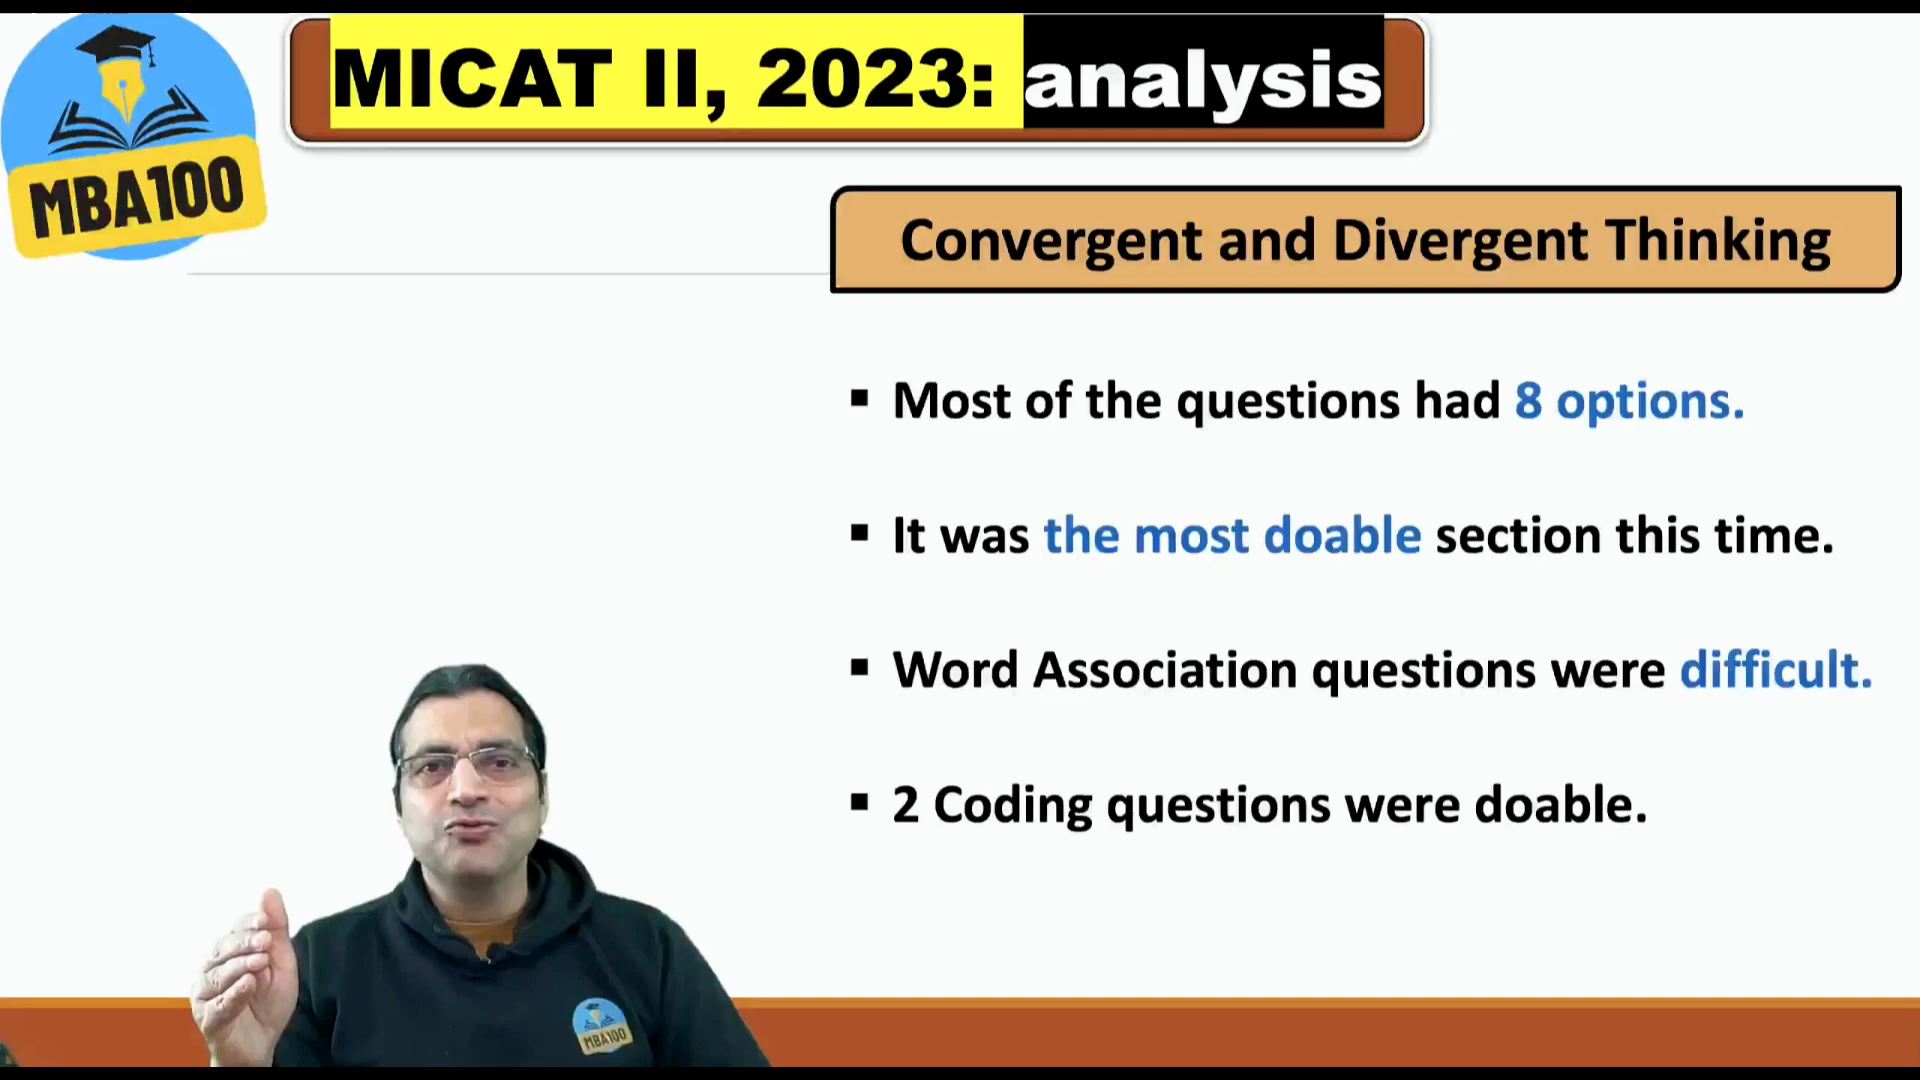 MICAT II, 2023: analysis
MBA100
Convergent and Divergent Thinking
▪ Most of the questions had 8 options.
▪ It was the most doable section this time.
▪ Word Association questions were difficult.
▪ 2 Coding questions were doable.
MBA100